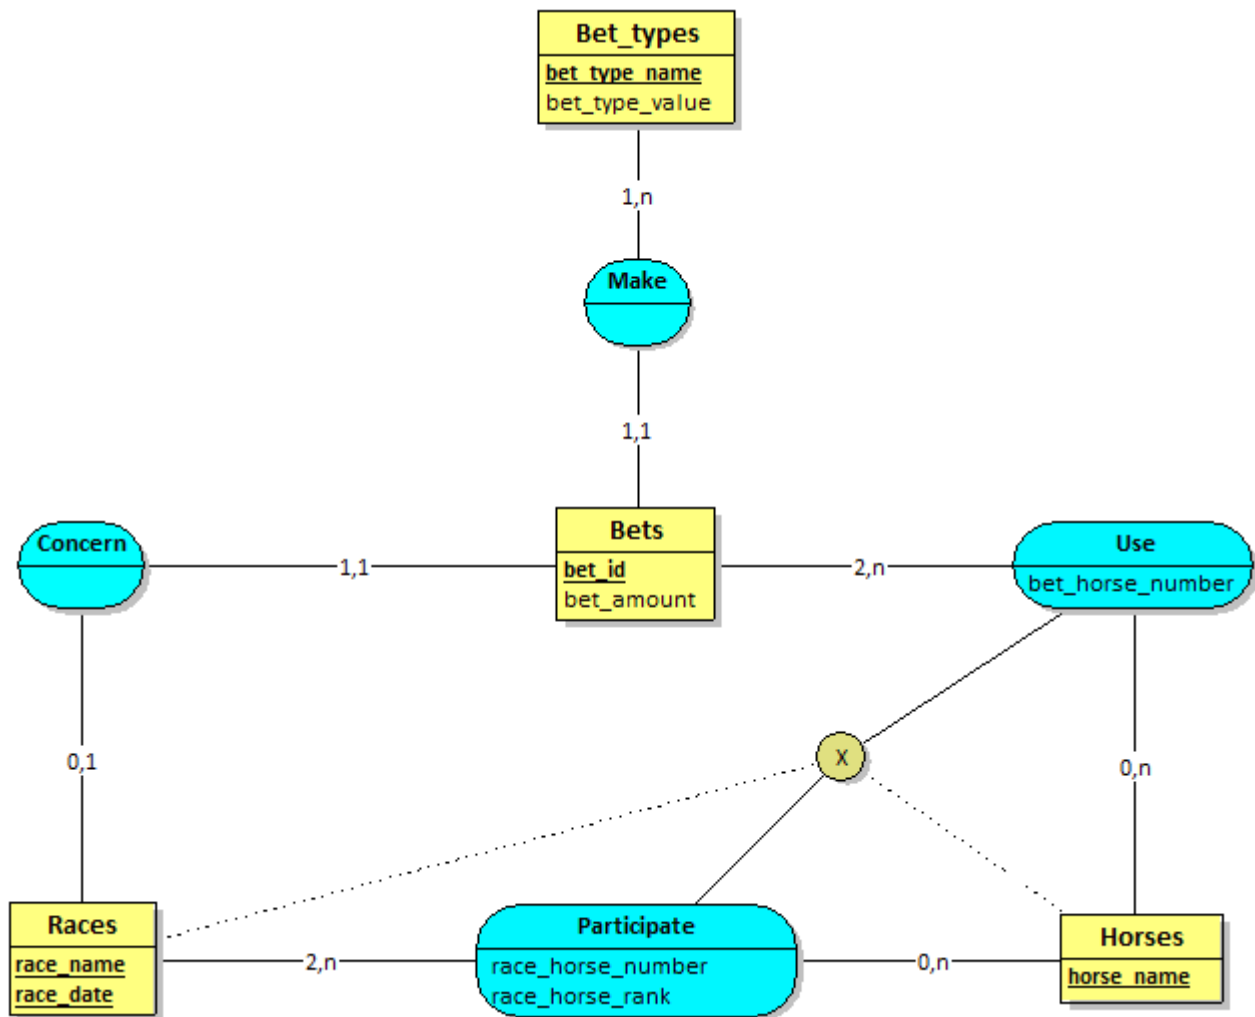 Bet_types
bet_type_name
bet_type_value
1,n
Make
1,1
Concern
1,1
Bets
bet_id
bet_amount
2,n
Use
bet_horse_number
0,1
X
0,n
Races
race_name
race_date
2,n
Participate
race_horse_number
race_horse_rank
0,n
Horses
horse_name